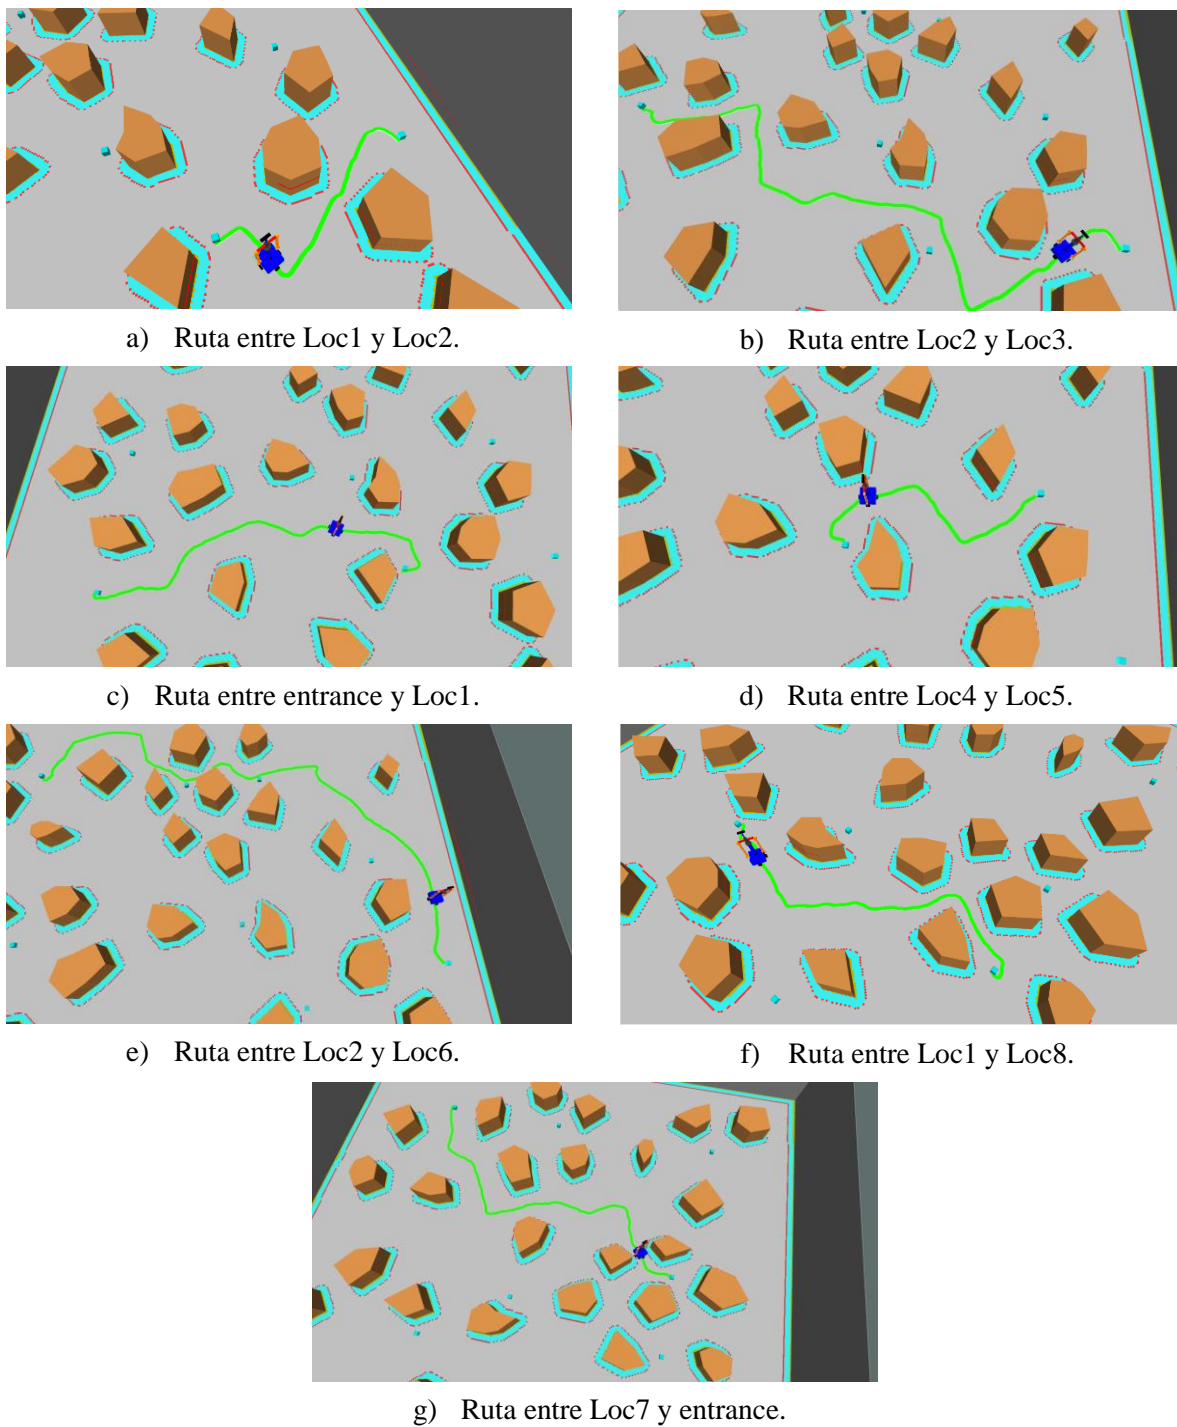 a) Ruta entre Loc1 y Loc2.
b) Ruta entre Loc2 y Loc3.
c) Ruta entre entrance y Loc1.
d) Ruta entre Loc4 y Loc5.
e) Ruta entre Loc2 y Loc6.
f) Ruta entre Loc1 y Loc8.
g) Ruta entre Loc7 y entrance.